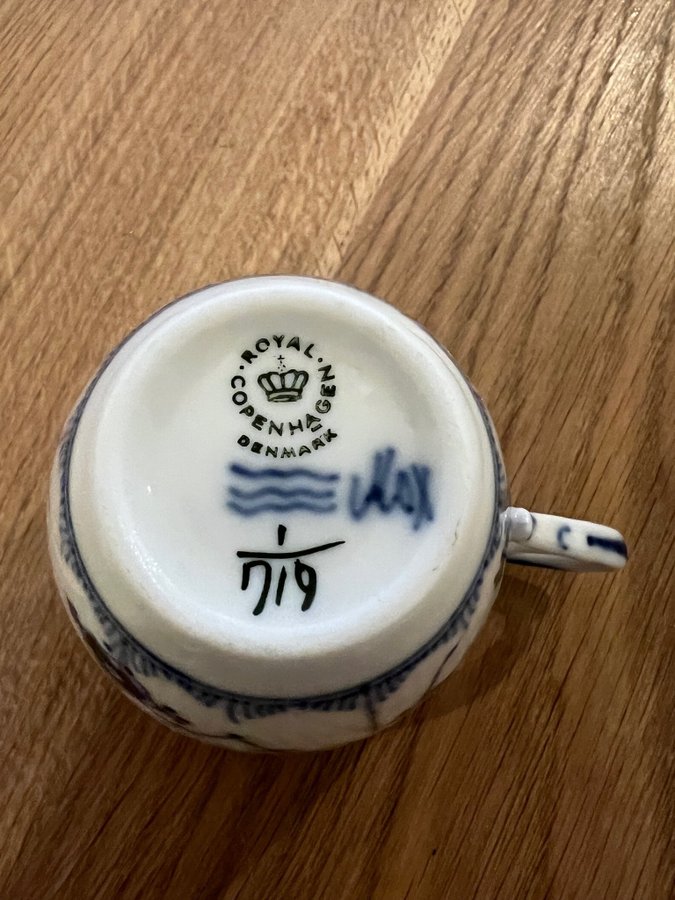 ROYAL
COPENHAGEN
DENMARK
1
719